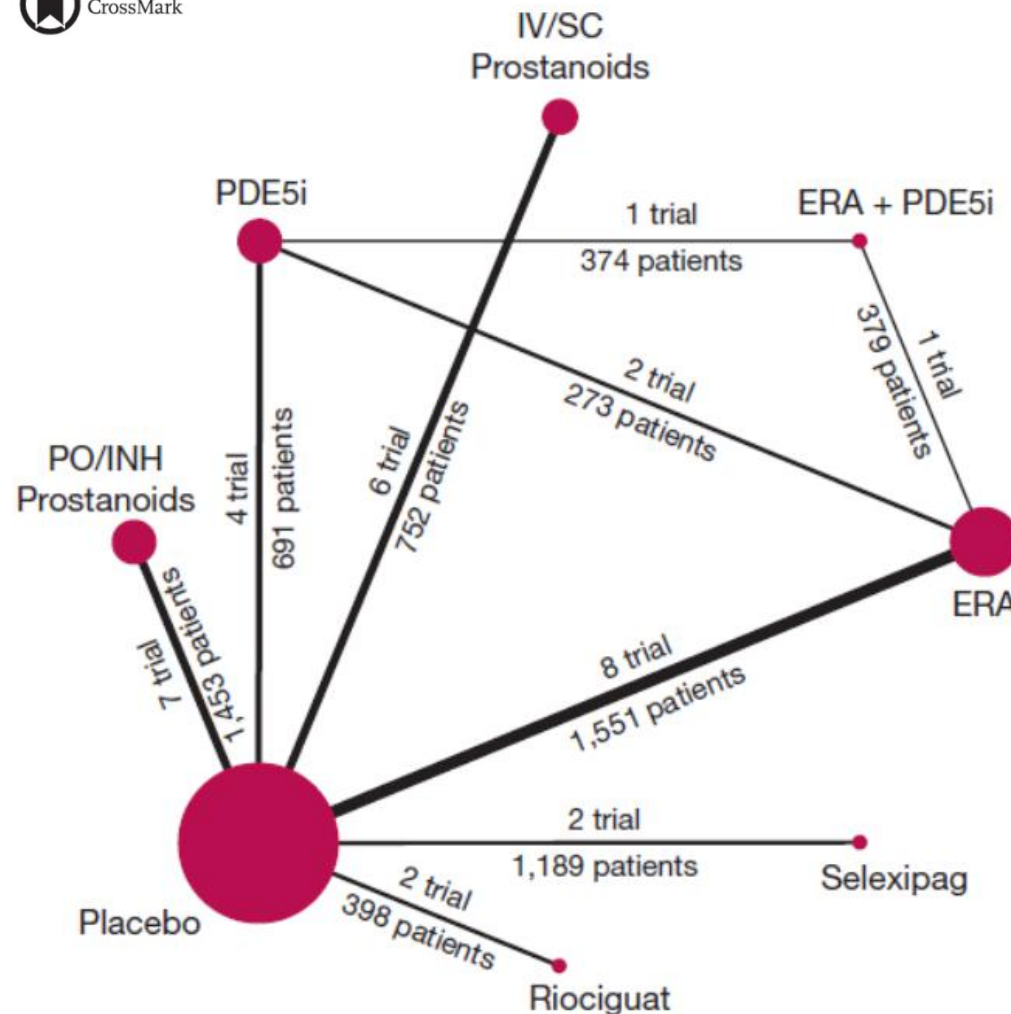 CrossMark
IV/SC
Prostanoids
PDE5i
ERA + PDE5i
1 trial
374 patients
1 trial
379 patients
2 trial
273 patients
6 trial
752 patients
4 trial
691 patients
PO/INH
Prostanoids
7 trial
1,453 patients
ERA
8 trial
1,551 patients
2 trial
1,189 patients
Selexipag
2 trial
398 patients
Placebo
Riociguat